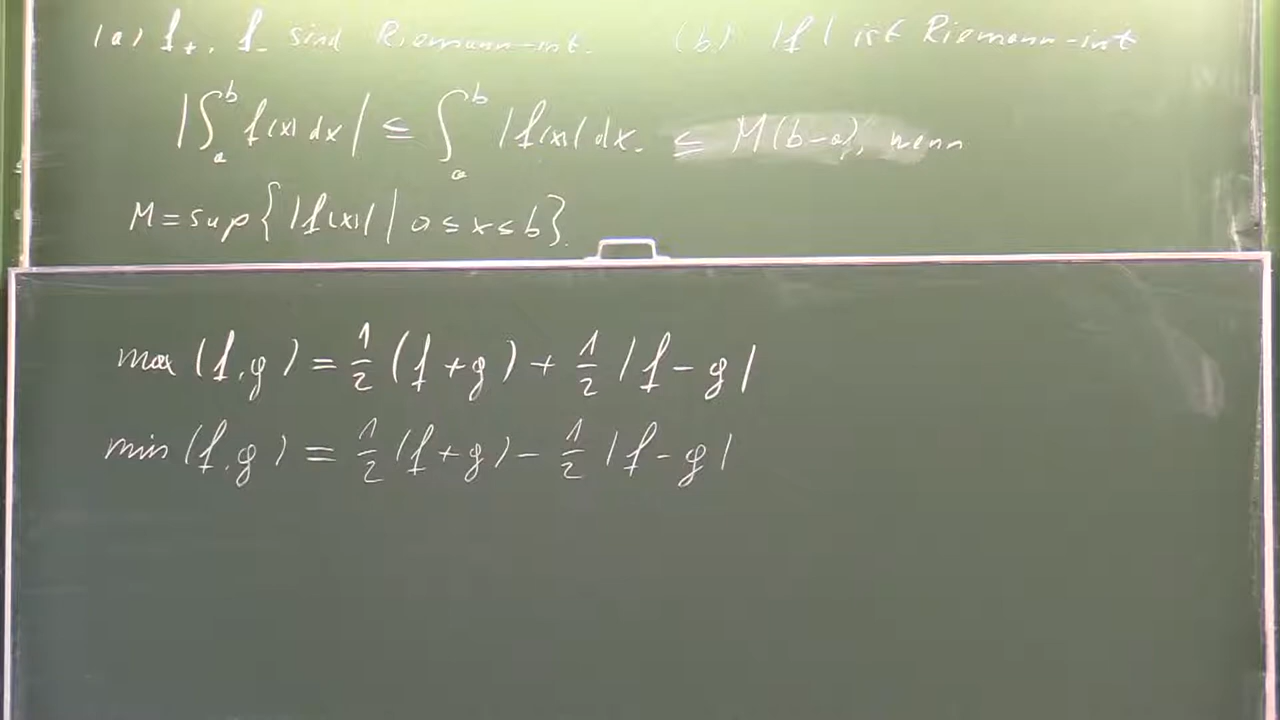 (a) f₊, f₋ sind Riemann-int. (b) |f| ist Riemann-int
|∫ₐᵇ f(x) dx| ≤ ∫ₐᵇ |f(x)| dx. ≤ M(b-a), wenn
M = sup{|f(x)| | a ≤ x ≤ b}.
max (f,g) = 1/2 (f+g) + 1/2 |f-g|
min (f,g) = 1/2 (f+g) - 1/2 |f-g|